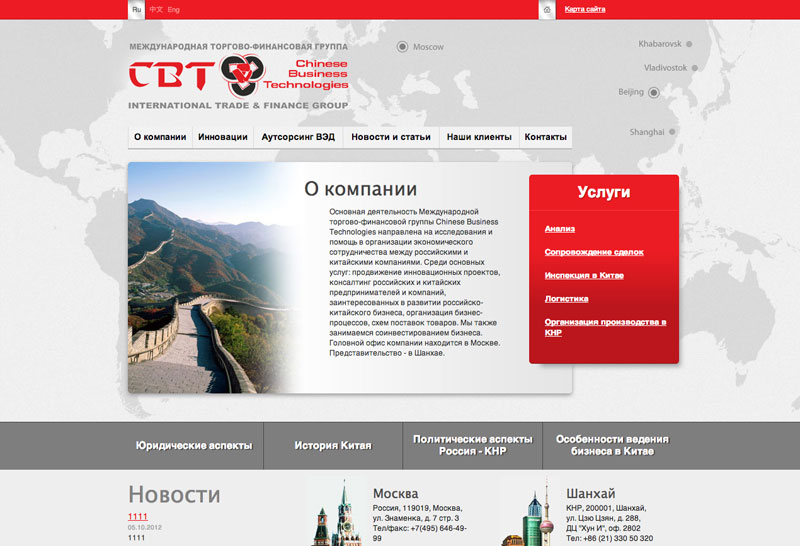 Ru 中文 Eng
Карта сайта
МЕЖДУНАРОДНАЯ ТОРГОВО-ФИНАНСОВАЯ ГРУППА
CBT
Chinese
Business
Technologies
INTERNATIONAL TRADE & FINANCE GROUP
Moscow
Khabarovsk
Vladivostok
Beijing
Shanghai
О компании Инновации Аутсорсинг ВЭД Новости и статьи Наши клиенты Контакты
О компании
Основная деятельность Международной
торгово-финансовой группы Chinese Business
Technologies направлена на исследования и
помощь в организации экономического
сотрудничества между российскими и
китайскими компаниями. Среди основных
услуг: продвижение инновационных проектов,
консалтинг российских и китайских
предпринимателей и компаний,
заинтересованных в развитии российско-
китайского бизнеса, организация бизнес-
процессов, схем поставок товаров. Мы также
занимаемся соинвестированием бизнеса.
Головной офис компании находится в Москве.
Представительство - в Шанхае.
Услуги
Анализ
Сопровождение сделок
Инспекция в Китае
Логистика
Организация производства в
КНР
Юридические аспекты
История Китая
Политические аспекты
Россия - КНР
Особенности ведения
бизнеса в Китае
Новости
1111
05.10.2012
1111
Москва
Россия, 119019, Москва,
ул. Знаменка, д. 7 стр. 3
Тел/факс: +7(495) 646-49-
99
Шанхай
КНР, 200001, Шанхай,
ул. Цзю Цзян, д. 288,
ДЦ "Хун И", оф. 2802
Тел: +86 (21) 330 50 320